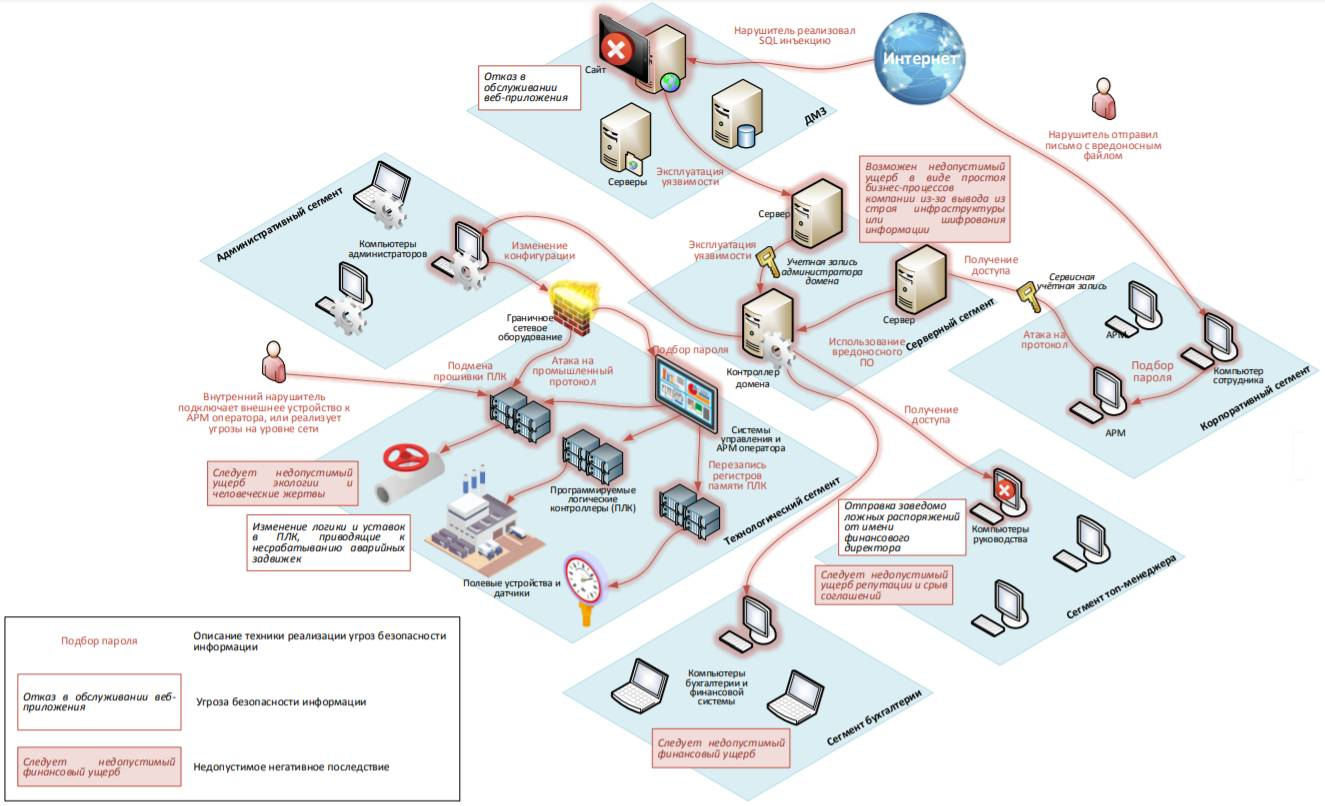 Нарушитель реализовал
SQL инъекцию
Интернет
Сайт
Отказ в
обслуживании
веб-приложения
ДМЗ
Серверы
Эксплуатация
уязвимости
Нарушитель отправил
письмо с вредоносным
файлом
Административный сегмент
Компьютеры
администраторов
Изменение
конфигурации
Возможен недопустимый
ущерб в виде простоя
бизнес-процессов
компании из-за вывода из
строя инфраструктуры
или шифрования
информации
Сервер
Эксплуатация
уязвимости
Учетная запись
администратора
домена
Получение
доступа
Сервер
Серверный сегмент
Сервисная
учётная запись
Контроллер
домена
Использование
вредоносного
ПО
Атака на
протокол
АРМ
Подбор
пароля
Компьютер
сотрудника
АРМ
Корпоративный сегмент
Граничное
сетевое
оборудование
Подмена
прошивки ПЛК
Атака на
промышленный
протокол
Подбор пароля
Внутренний нарушитель
подключает внешнее устройство к
АРМ оператора, или реализует
угрозы на уровне сети
Системы
управления и
АРМ оператора
Перезапись
регистров
памяти ПЛК
Программируемые
логические
контроллеры (ПЛК)
Технологический сегмент
Следует недопустимый
ущерб экологии и
человеческие жертвы
Изменение логики и уставок
в ПЛК, приводящие к
несрабатыванию аварийных
задвижек
Полевые устройства и
датчики
Получение
доступа
Отправка заведомо
ложных распоряжений
от имени
финансового
директора
Компьютеры
руководства
Следует недопустимый
ущерб репутации и срыв
соглашений
Сегмент топ-менеджера
Компьютеры
бухгалтерии и
финансовой
системы
Следует недопустимый
финансовый ущерб
Сегмент бухгалтерии
Подбор пароля
Описание техники реализации угроз безопасности
информации
Отказ в обслуживании веб-
приложения
Угроза безопасности информации
Следует недопустимый
финансовый ущерб
Недопустимое негативное последствие